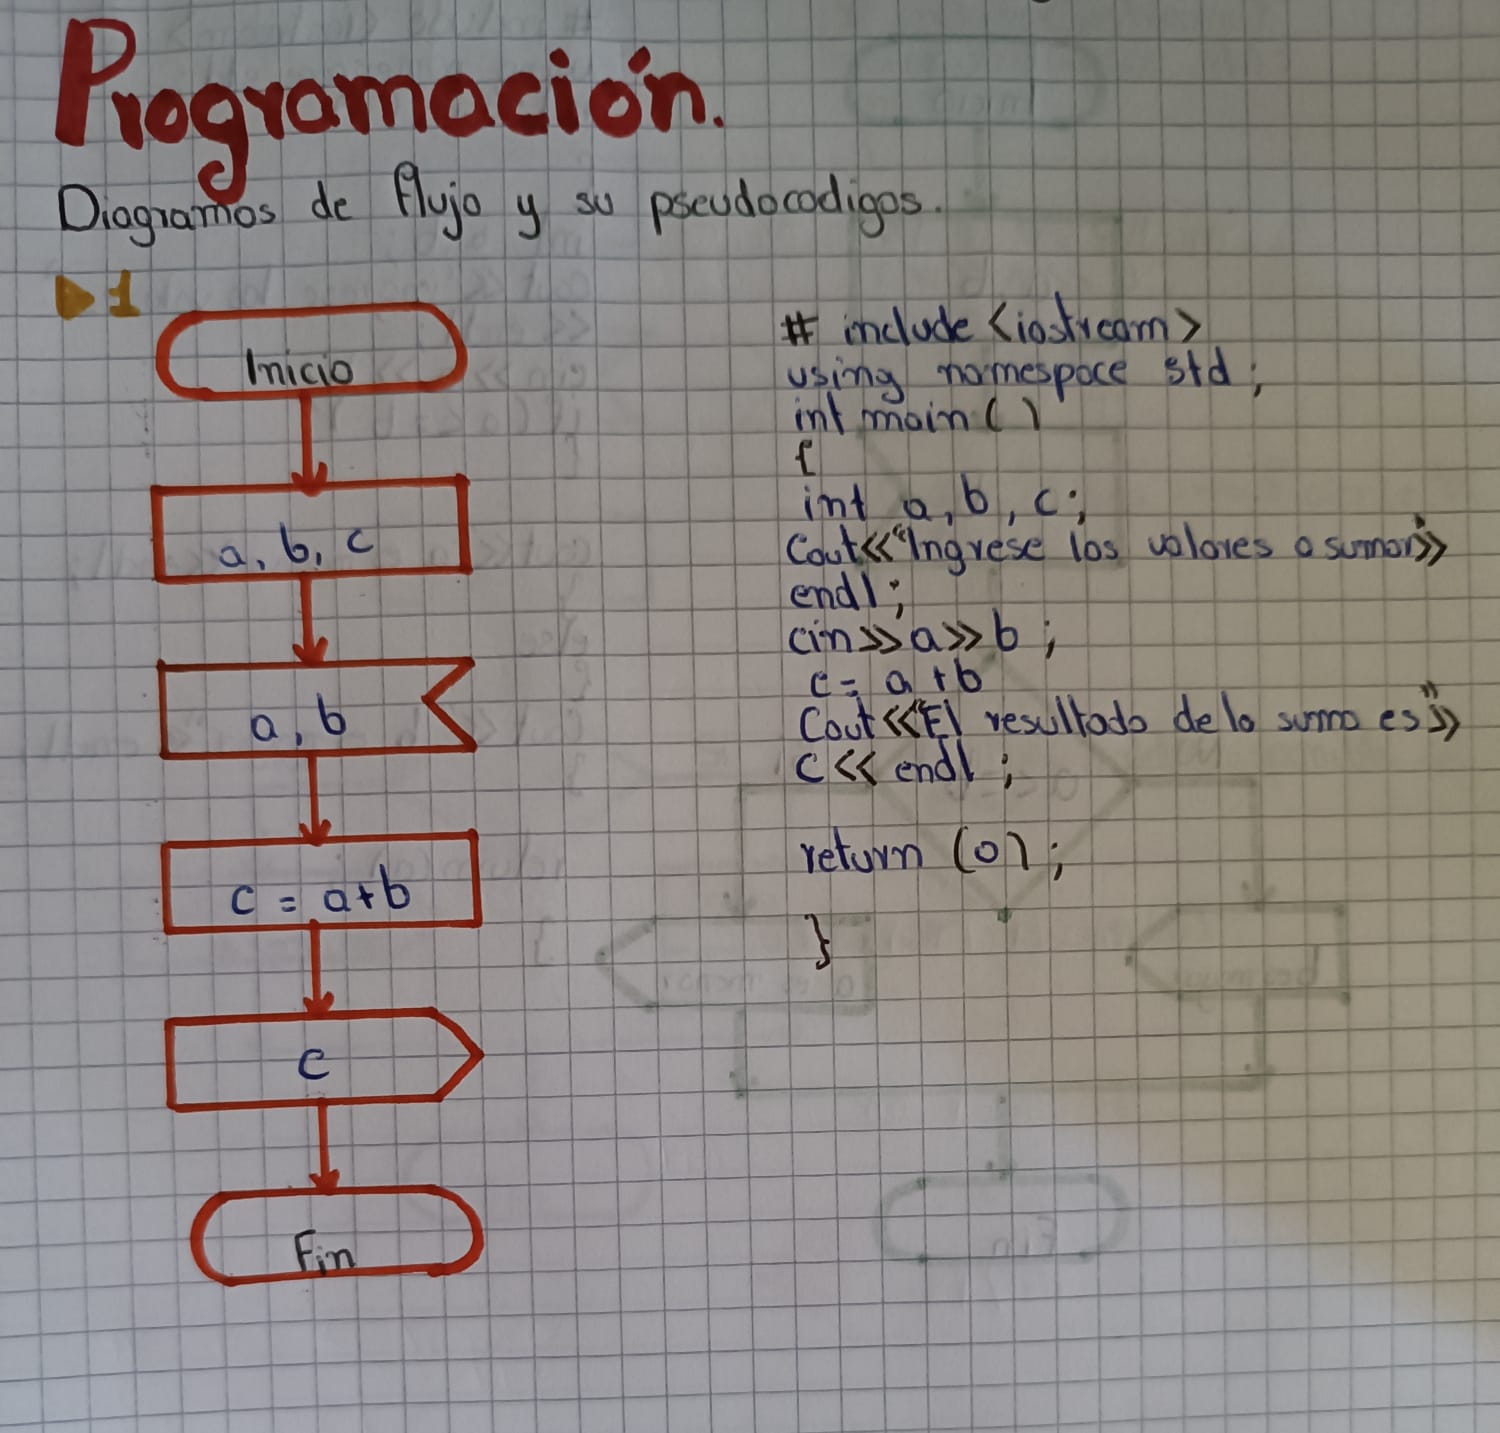 Programación.
Diagramas de flujo y su pseudocodigos.
1
Inicio
a, b, c
a, b
c = a+b
c
Fin
# include <iostream>
using namespace std;
int main ()
{
int a, b, c;
Cout<<"Ingrese los valores a sumar">>
endl;
cin>>a>>b;
c= a+b
Cout<<"El resultado de la suma es">>
C<< endl;
return (0);
}